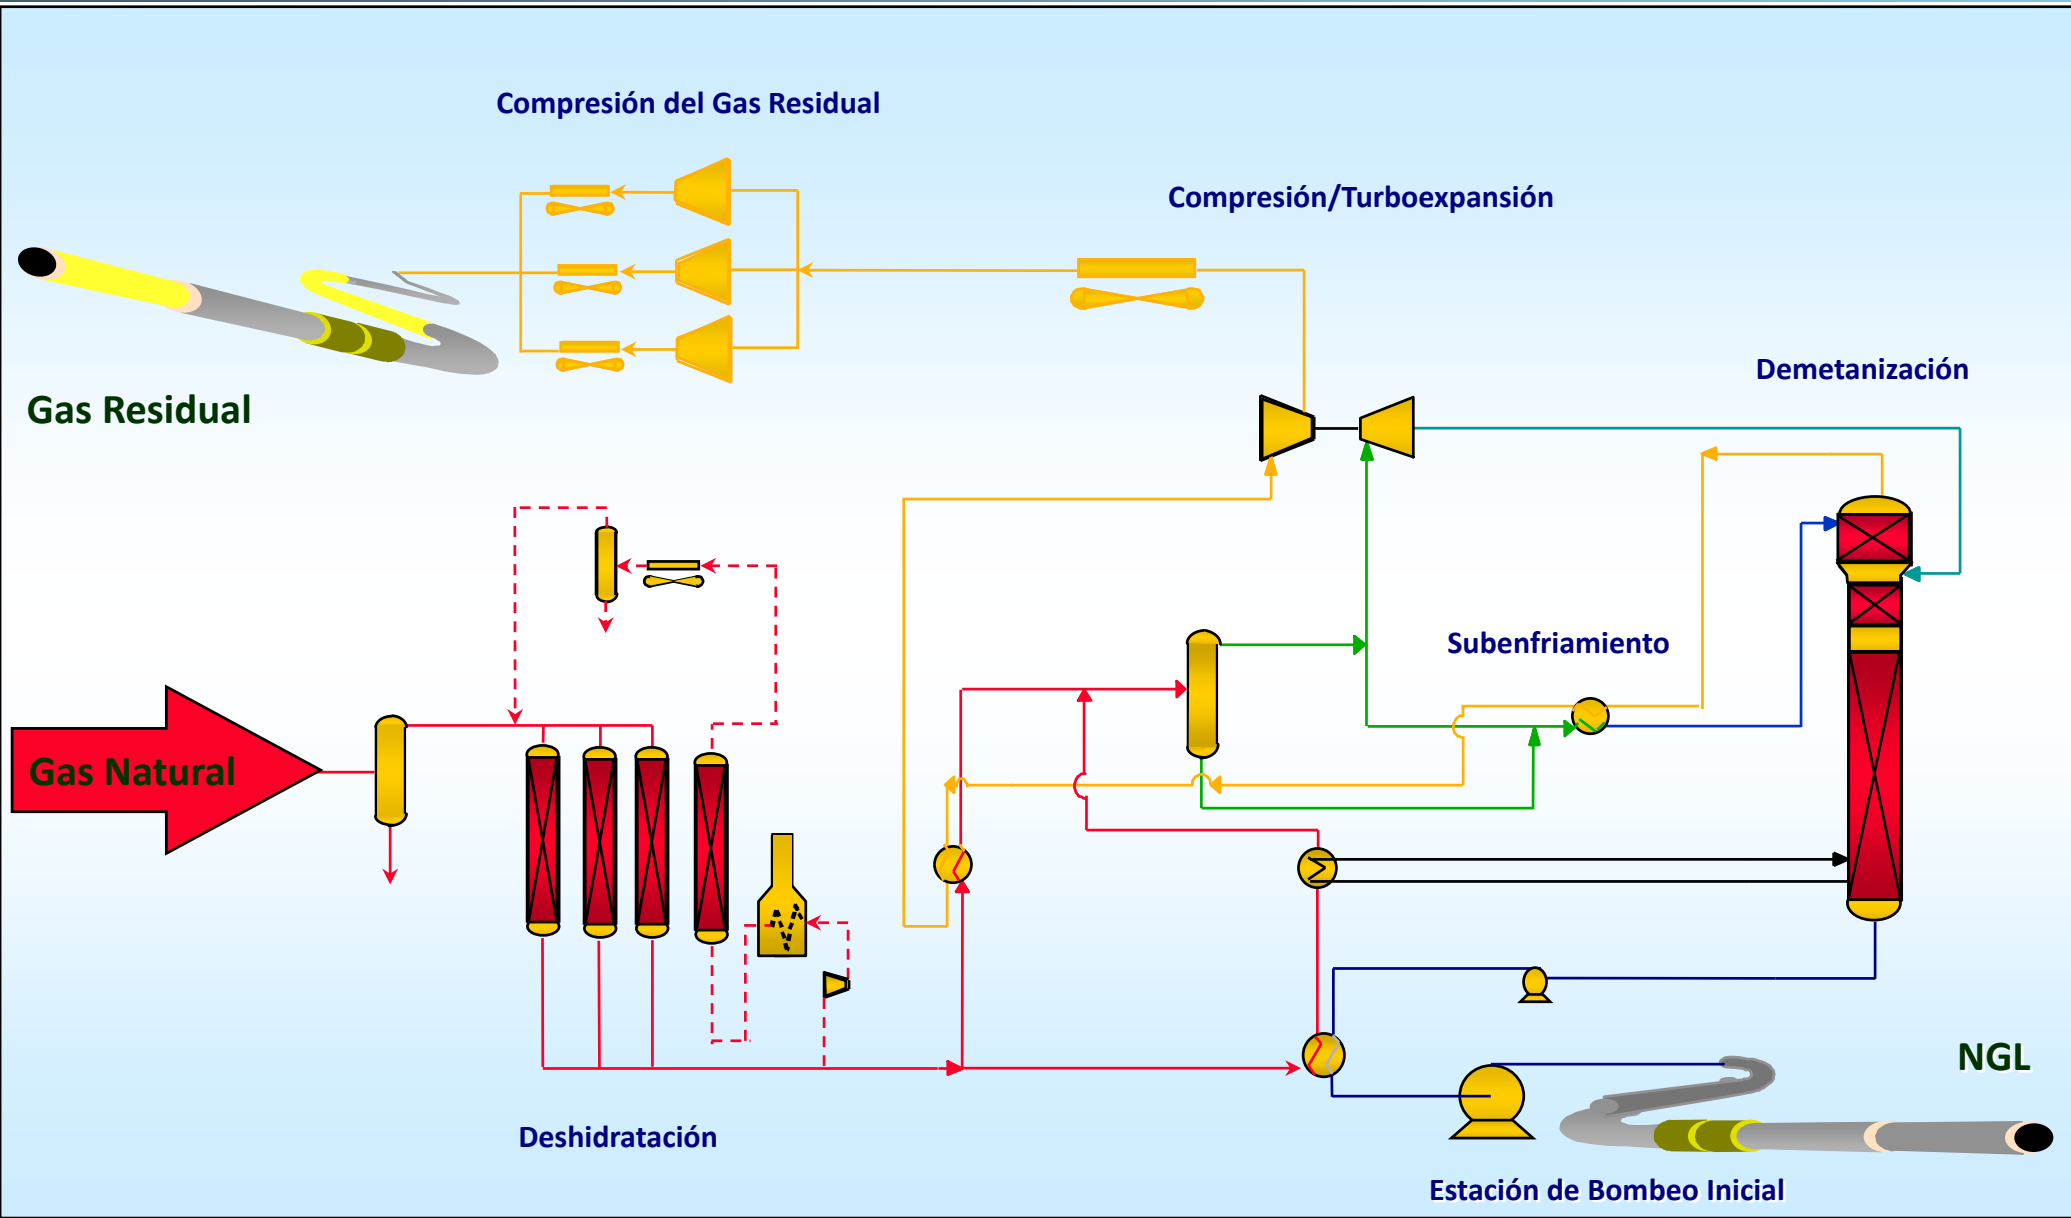 Compresión del Gas Residual
Compresión/Turboexpansión
Demetanización
Gas Residual
Subenfriamiento
Gas Natural
NGL
Deshidratación
Estación de Bombeo Inicial